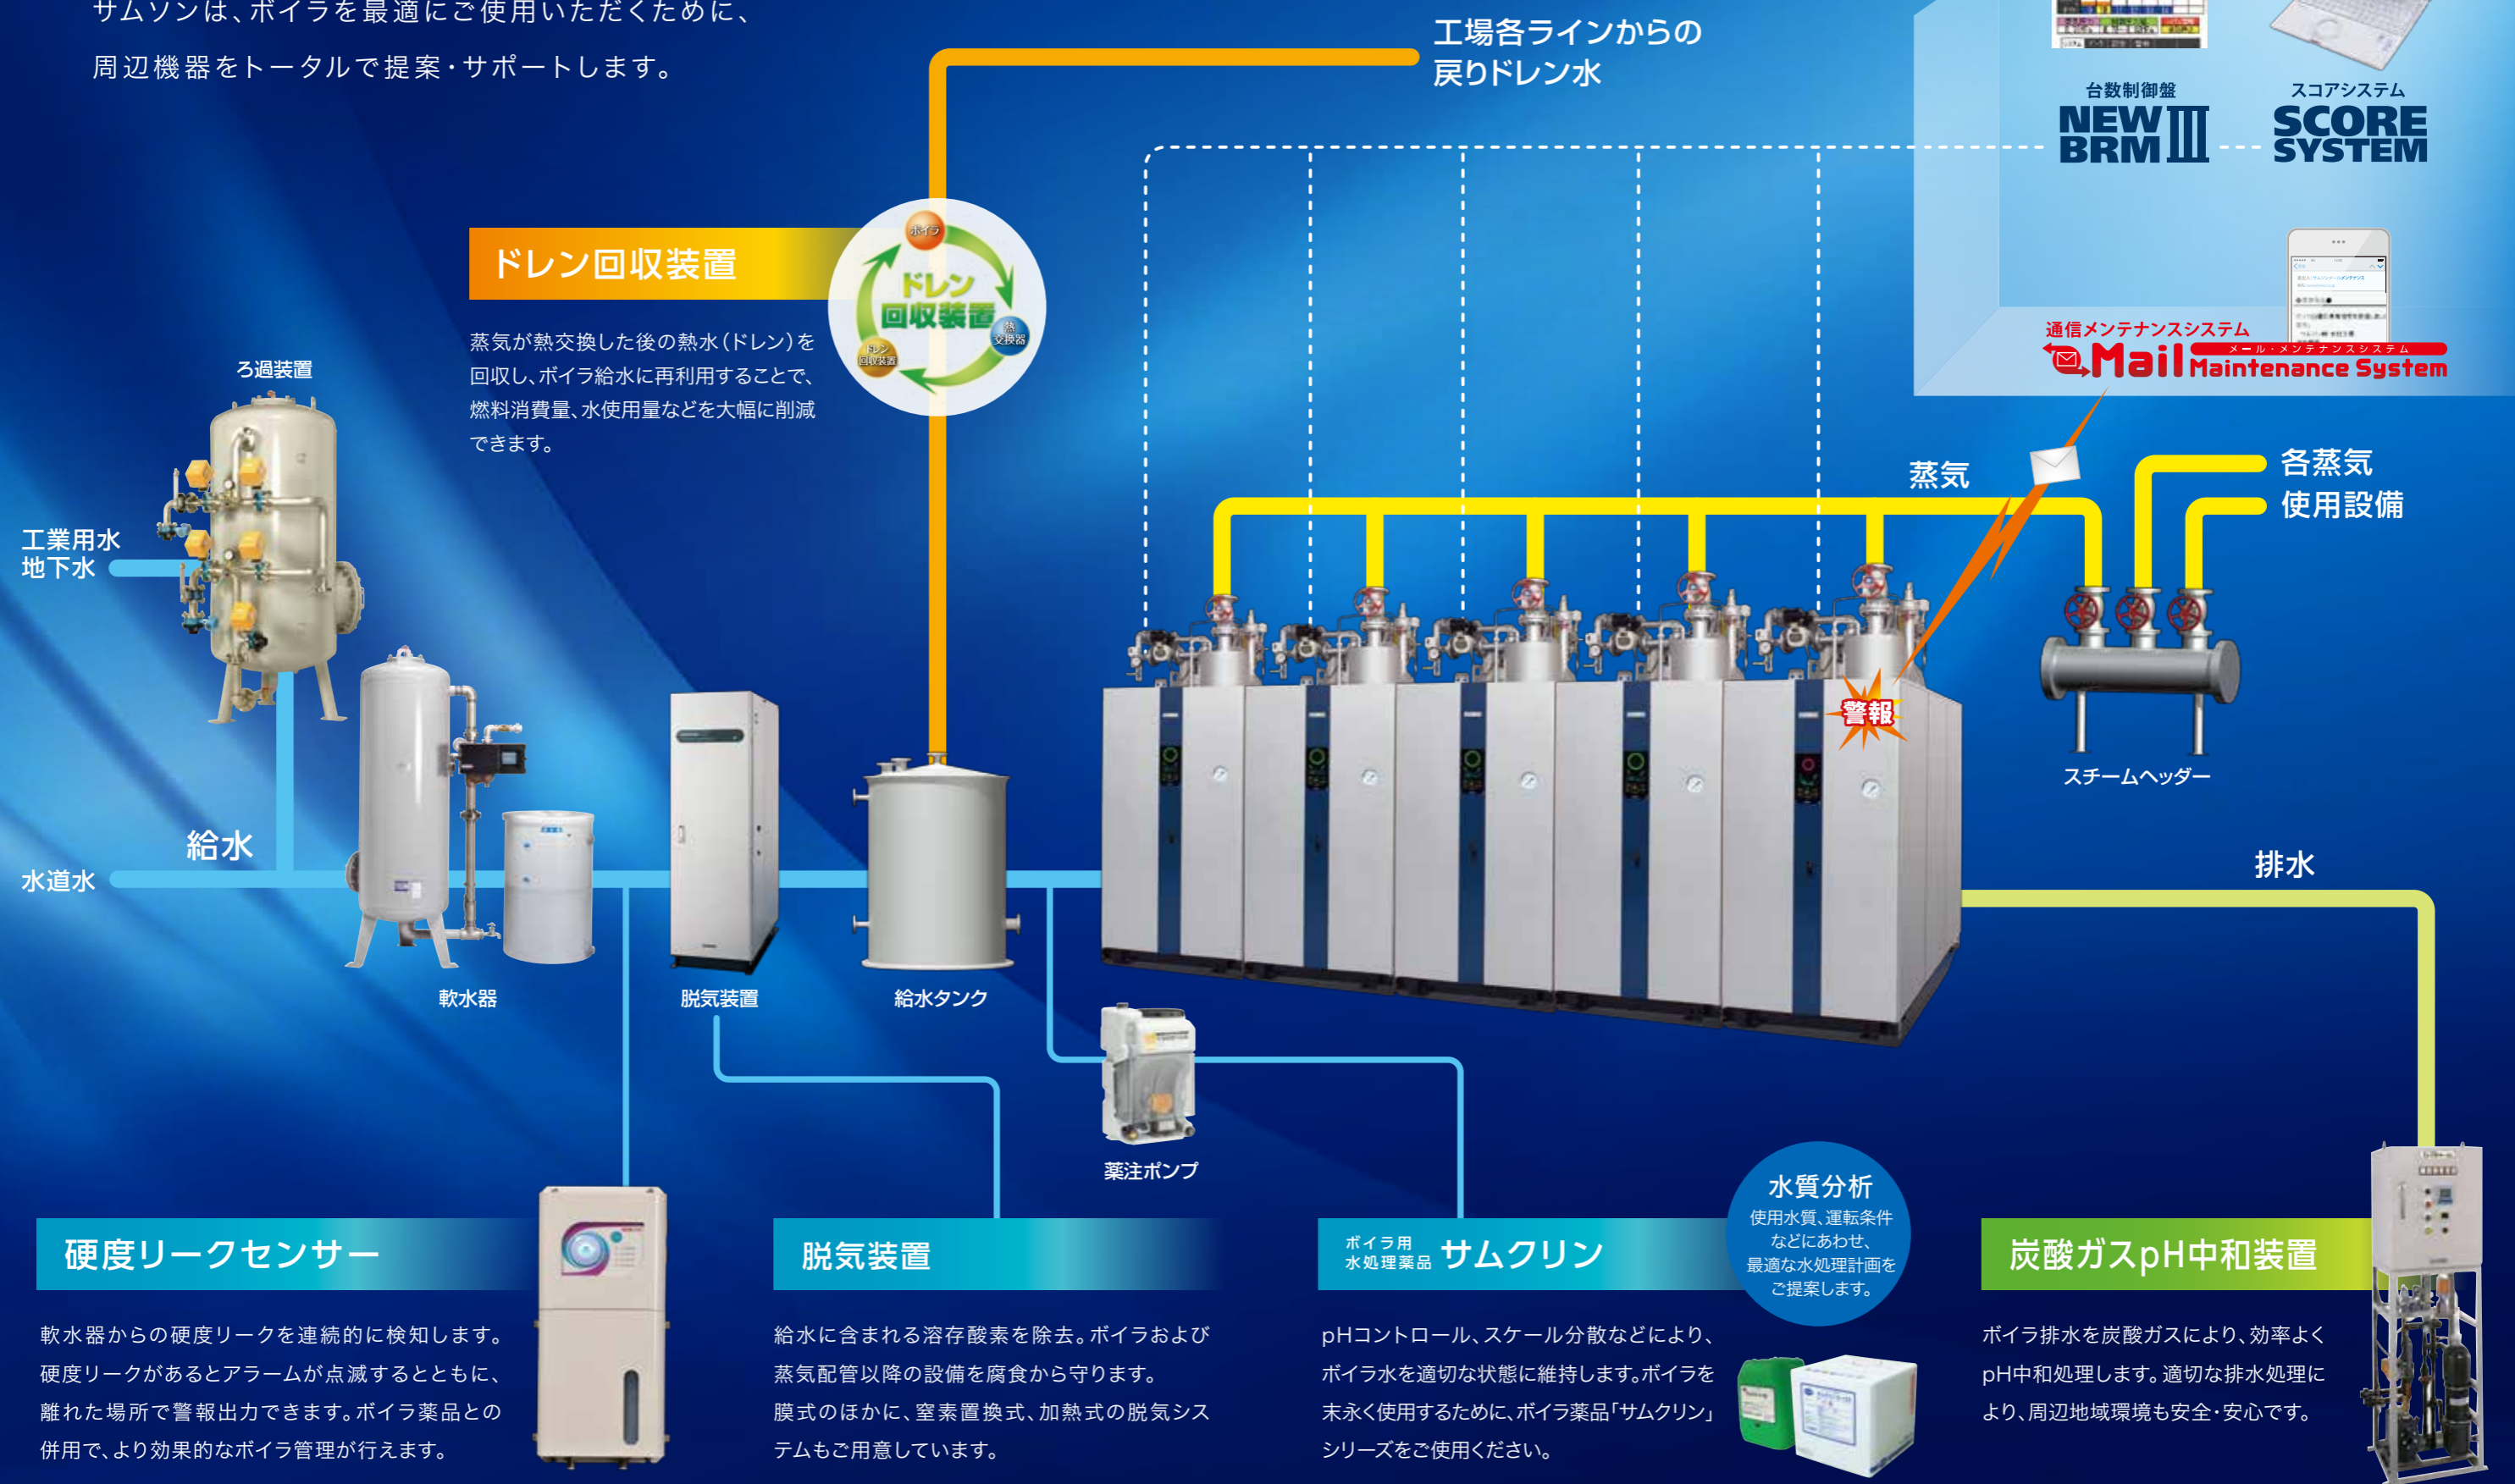 サムソンは、ボイラを最適にご使用いただくために、
周辺機器をトータルで提案・サポートします。
工場各ラインからの
戻りドレン水
台数制御盤
NEW
BRM III
スコアシステム
SCORE
SYSTEM
ドレン回収装置
蒸気が熱交換した後の熱水（ドレン）を
回収し、ボイラ給水に再利用することで、
燃料消費量、水使用量などを大幅に削減
できます。
ボイラ
ドレン
回収装置
熱
交換器
ドレン
回収装置
通信メンテナンスシステム
メール・メンテナンスシステム
Mail Maintenance System
ろ過装置
工業用水
地下水
蒸気
各蒸気
使用設備
警報
スチームヘッダー
給水
水道水
軟水器
脱気装置
給水タンク
排水
薬注ポンプ
硬度リークセンサー
軟水器からの硬度リークを連続的に検知します。
硬度リークがあるとアラームが点滅するとともに、
離れた場所で警報出力できます。ボイラ薬品との
併用で、より効果的なボイラ管理が行えます。
脱気装置
給水に含まれる溶存酸素を除去。ボイラおよび
蒸気配管以降の設備を腐食から守ります。
膜式のほかに、窒素置換式、加熱式の脱気シス
テムもご用意しています。
ボイラ用
水処理薬品
サムクリン
pHコントロール、スケール分散などにより、
ボイラ水を適切な状態に維持します。ボイラを
末永く使用するために、ボイラ薬品「サムクリン」
シリーズをご使用ください。
水質分析
使用水質、運転条件
などにあわせ、
最適な水処理計画を
ご提案します。
炭酸ガスpH中和装置
ボイラ排水を炭酸ガスにより、効率よく
pH中和処理します。適切な排水処理に
より、周辺地域環境も安全・安心です。